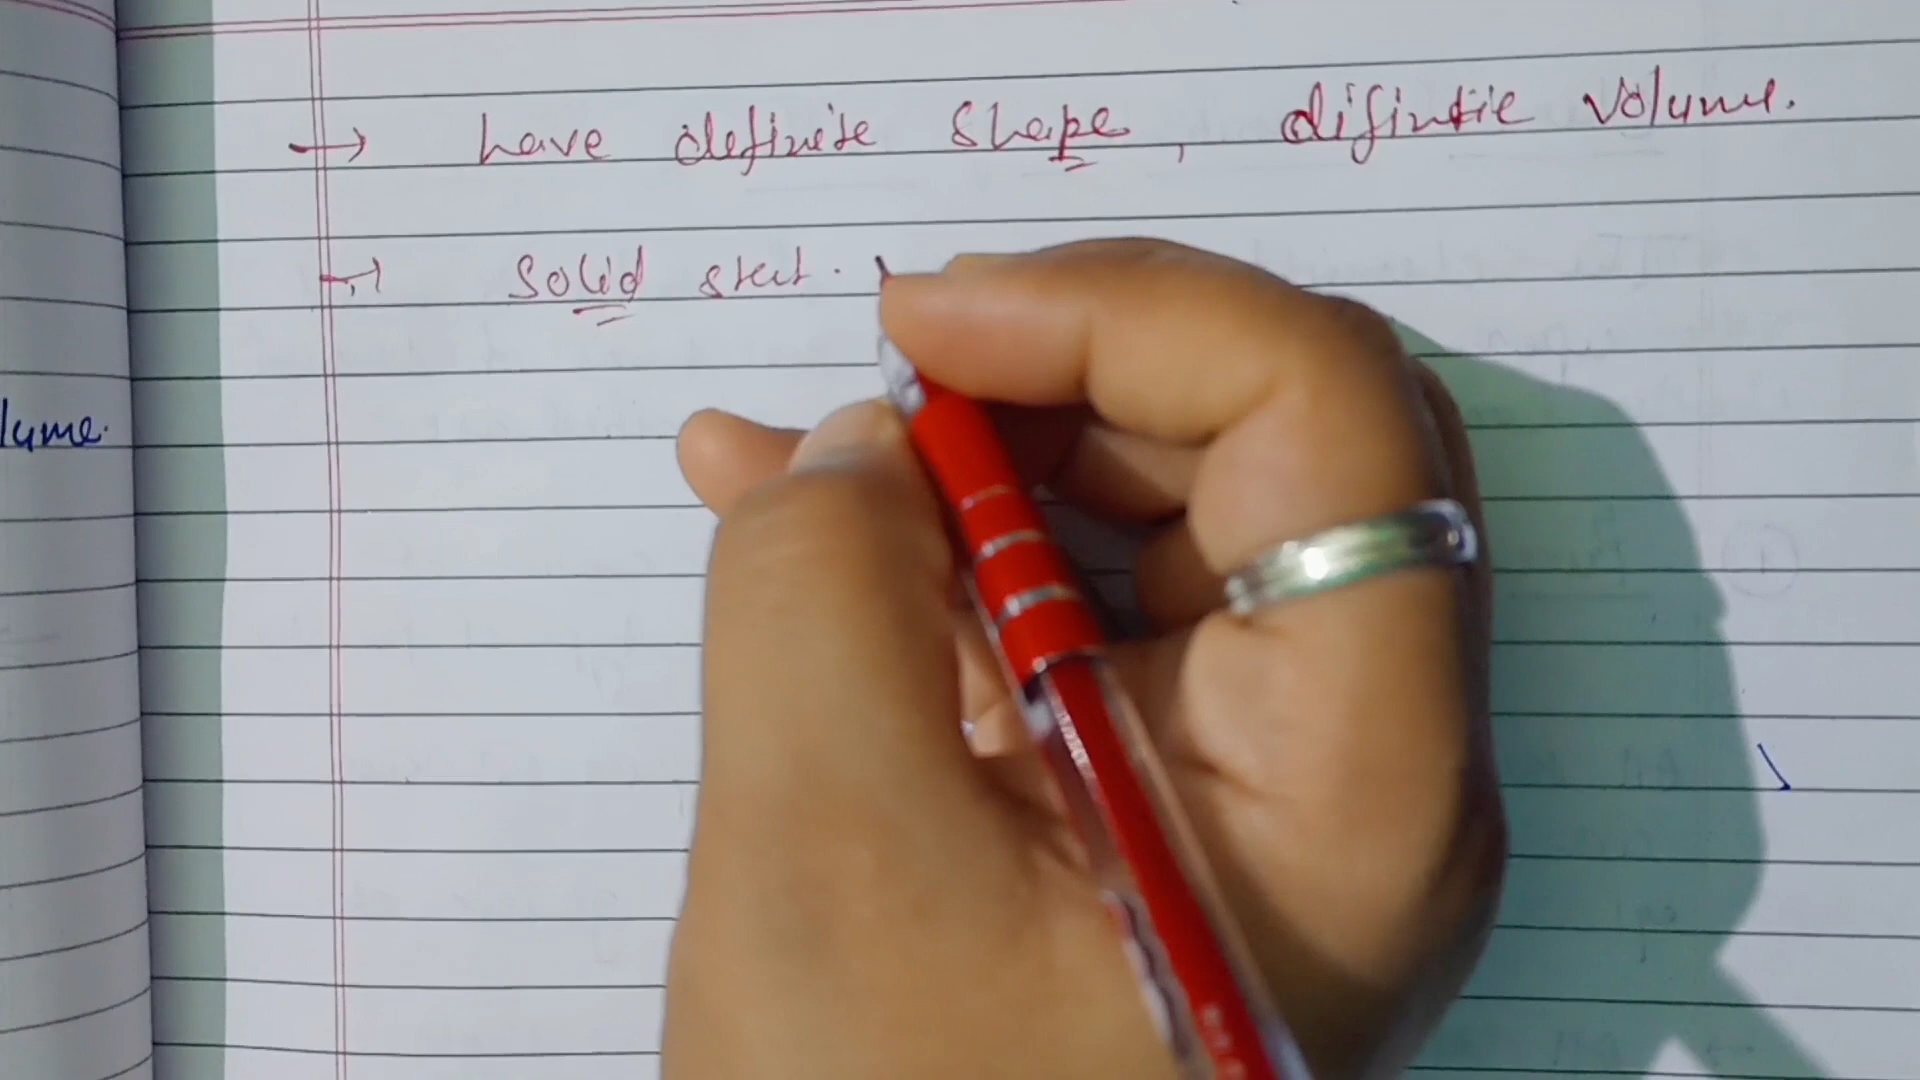 lume.
→ have definite shape, difintie volume.
→ Solid stat.